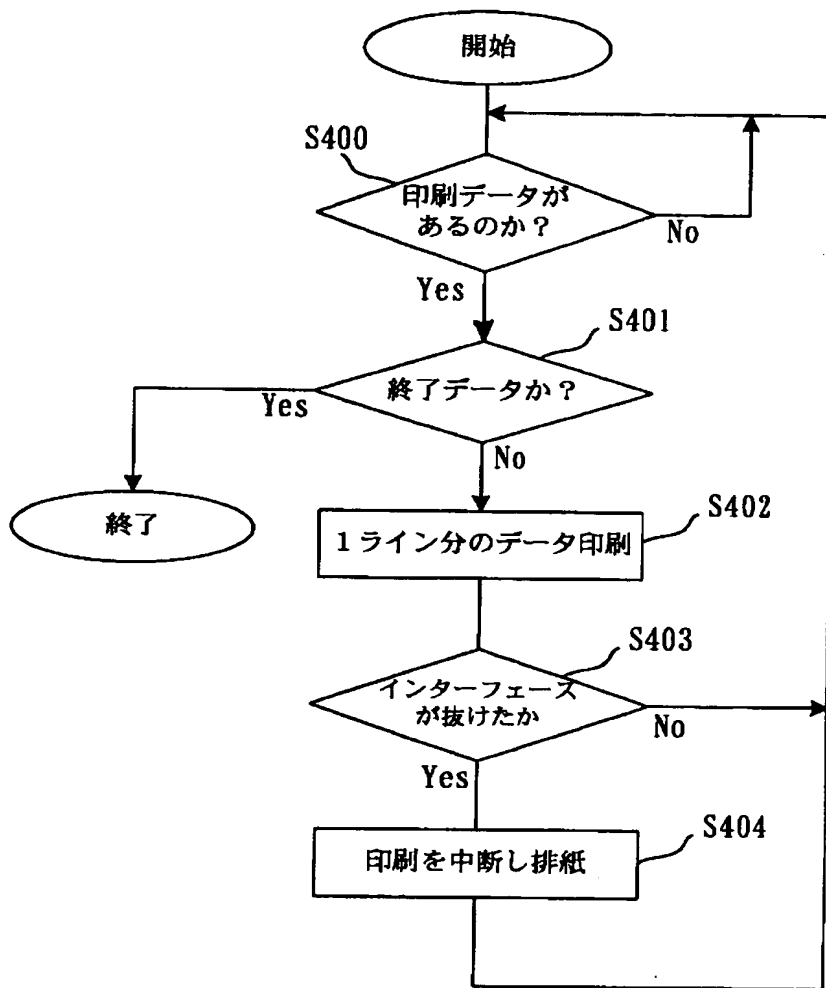 開始
S400
印刷データが
あるのか？
No
Yes
S401
終了データか？
Yes
No
終了
S402
１ライン分のデータ印刷
S403
インターフェーズ
が抜けたか
No
Yes
S404
印刷を中断し排紙